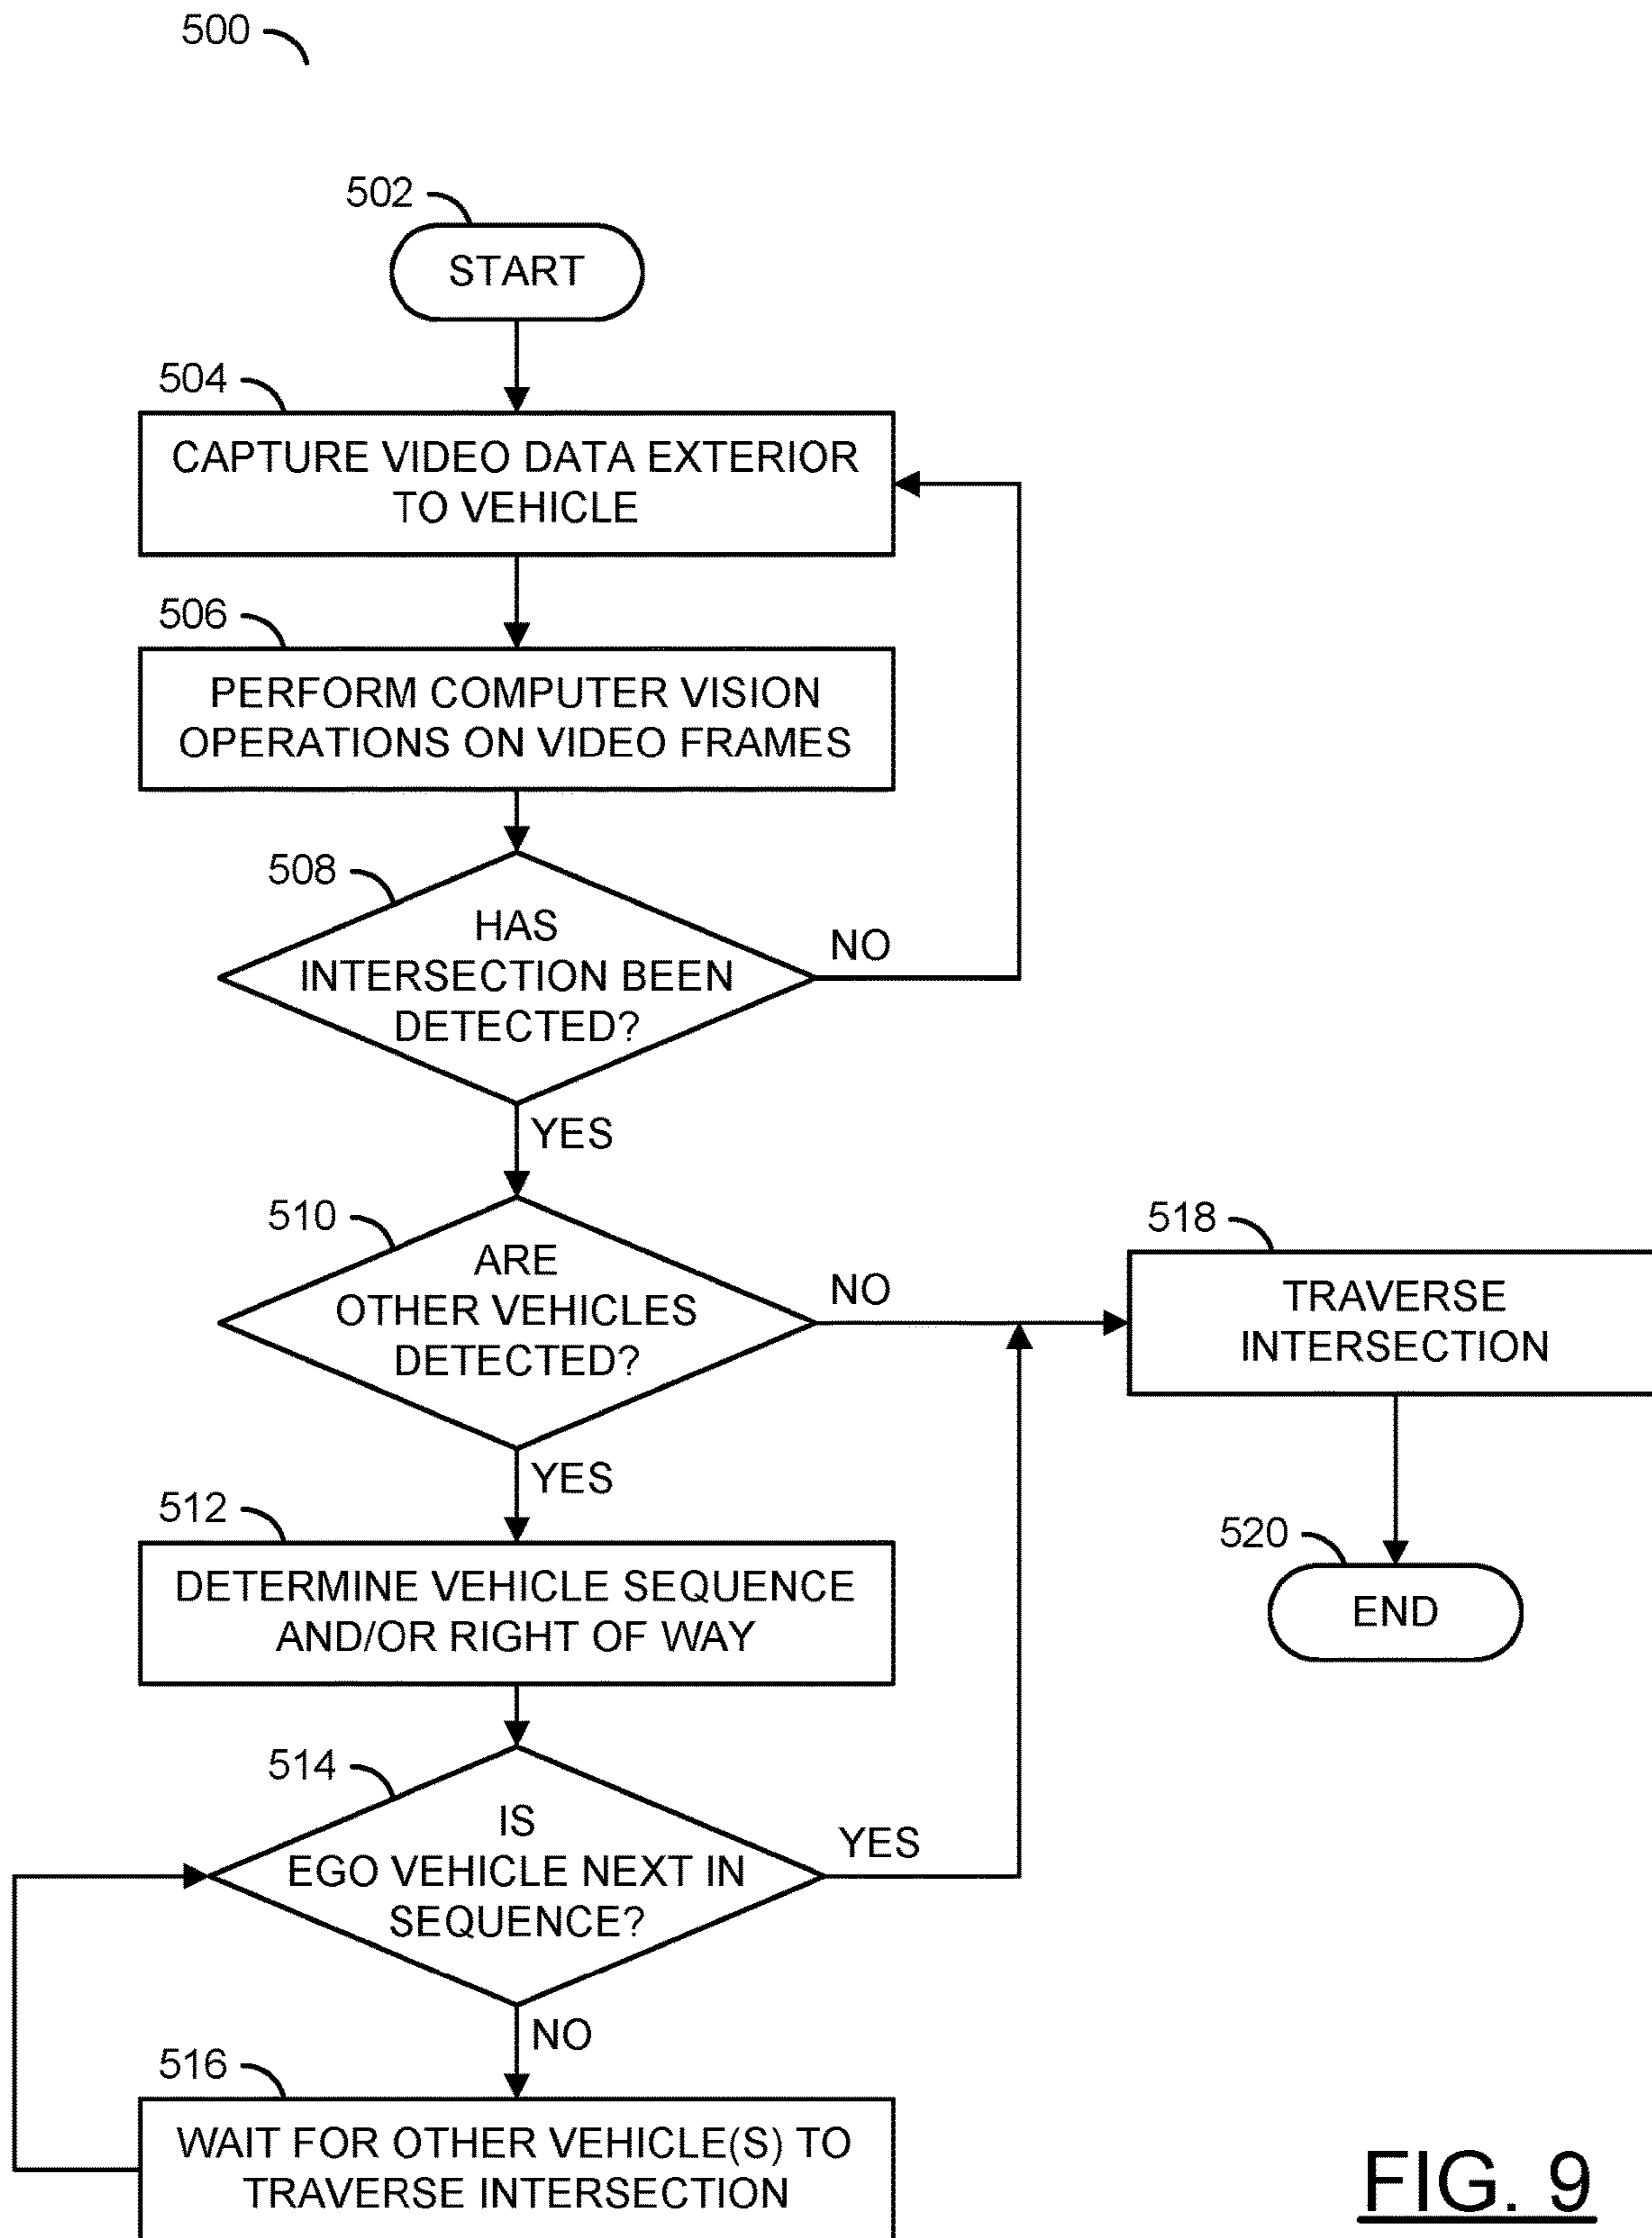 500
502
START
504
CAPTURE VIDEO DATA EXTERIOR
TO VEHICLE
506
PERFORM COMPUTER VISION
OPERATIONS ON VIDEO FRAMES
508
HAS
INTERSECTION BEEN
DETECTED?
NO
YES
510
ARE
OTHER VEHICLES
DETECTED?
NO
518
TRAVERSE
INTERSECTION
YES
512
DETERMINE VEHICLE SEQUENCE
AND/OR RIGHT OF WAY
520
END
514
IS
EGO VEHICLE NEXT IN
SEQUENCE?
YES
NO
516
WAIT FOR OTHER VEHICLE(S) TO
TRAVERSE INTERSECTION
FIG. 9